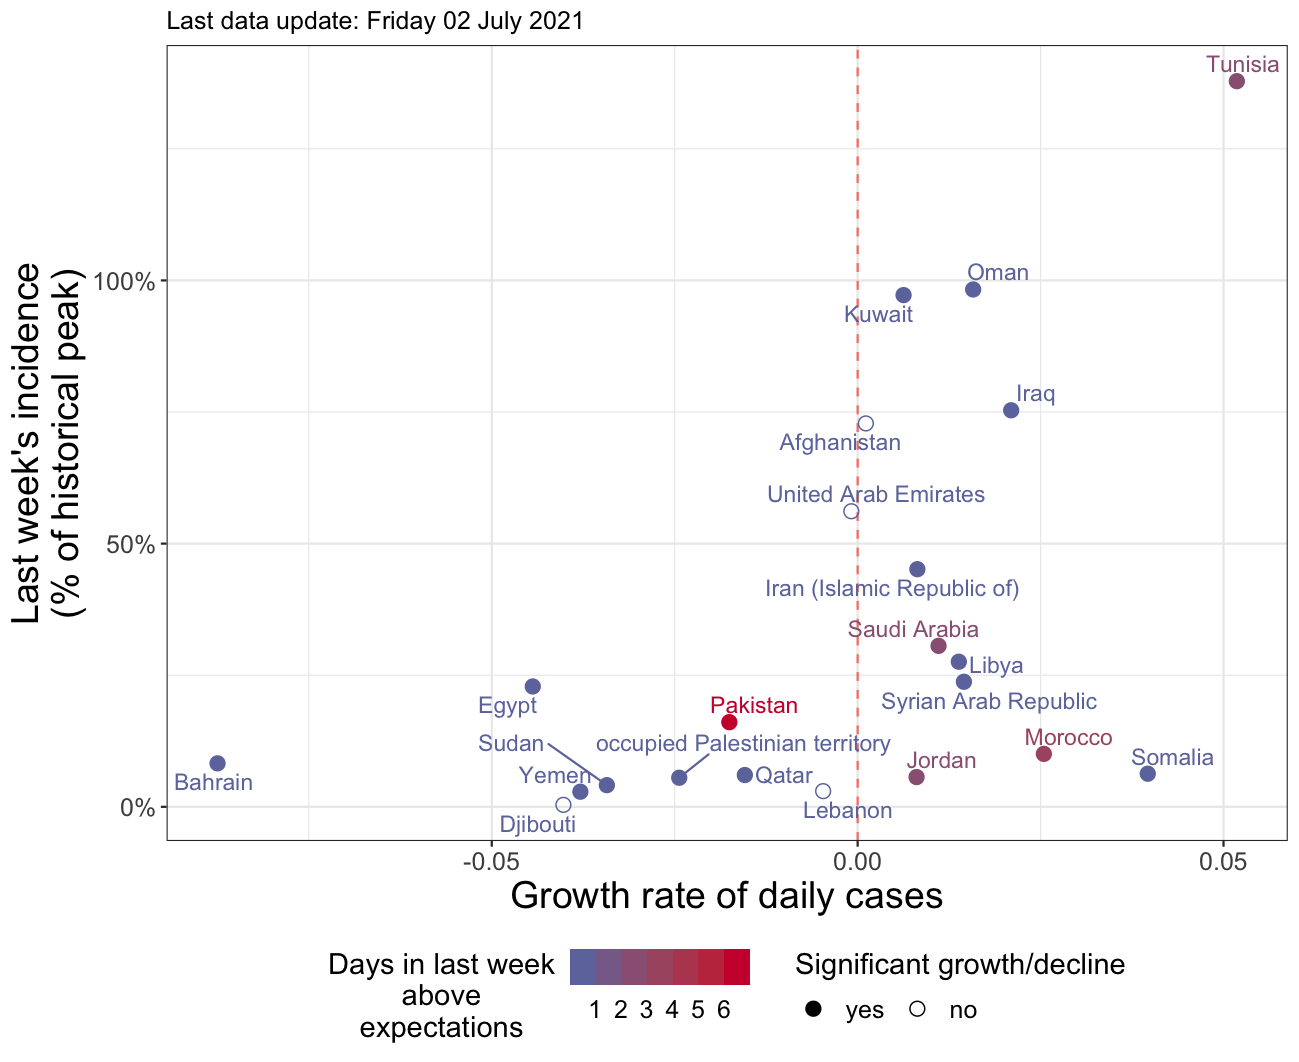 Last data update: Friday 02 July 2021
Tunisia
Oman
Kuwait
Iraq
Afghanistan
United Arab Emirates
Iran (Islamic Republic of)
Saudi Arabia
Libya
Syrian Arab Republic
Egypt
Pakistan
Sudan
occupied Palestinian territory
Morocco
Jordan
Somalia
Bahrain
Yemen
Qatar
Lebanon
Djibouti
100%
50%
0%
Last week's incidence
(% of historical peak)
-0.05
0.00
0.05
Growth rate of daily cases
Days in last week
above
expectations
1 2 3 4 5 6
Significant growth/decline
yes
no